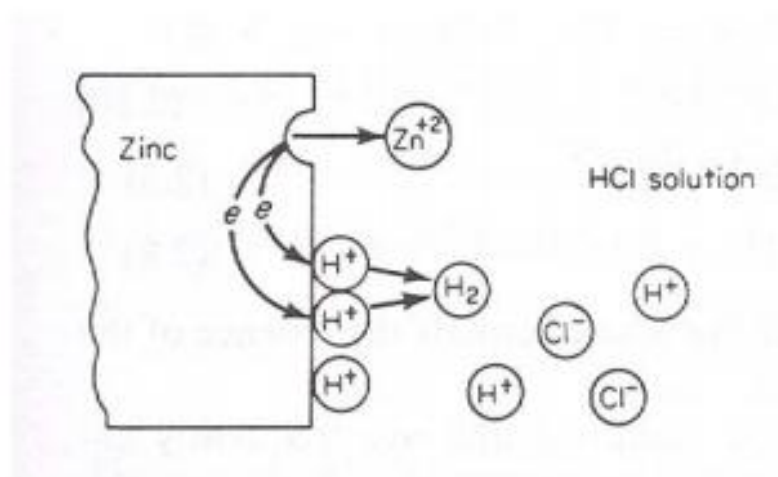 Zinc
Zn+2
HCl solution
e
e
H+
H+
H2
H+
Cl-
H+
H+
Cl-